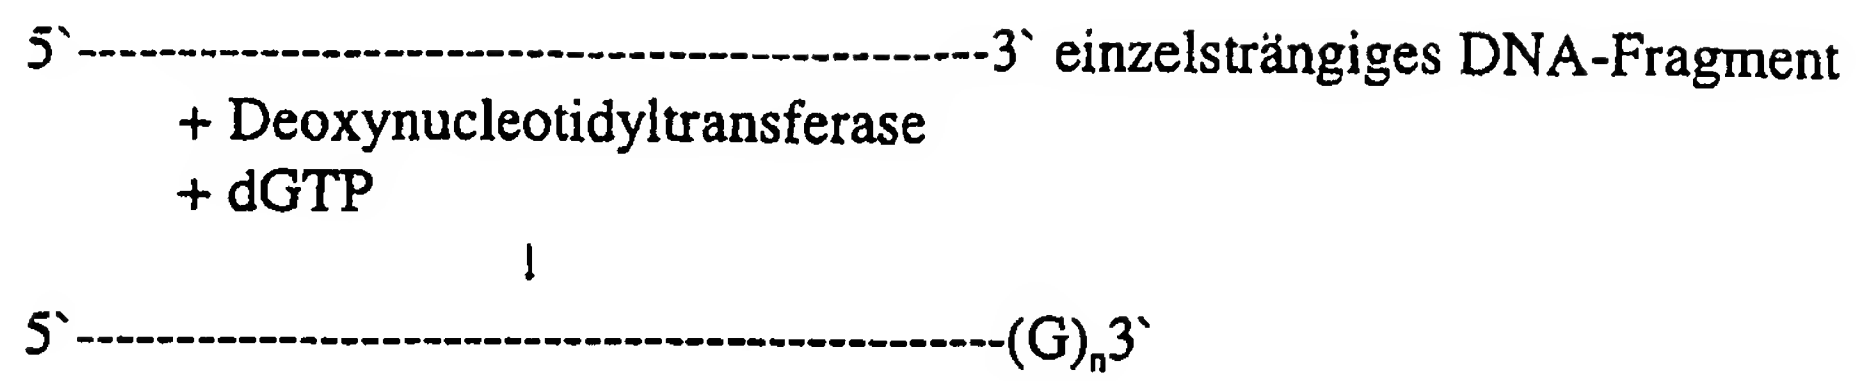 5`------------------------------------------3` einzelsträngiges DNA-Fragment
+ Deoxynucleotidyltransferase
+ dGTP
↓
5`------------------------------------------(G)n3`